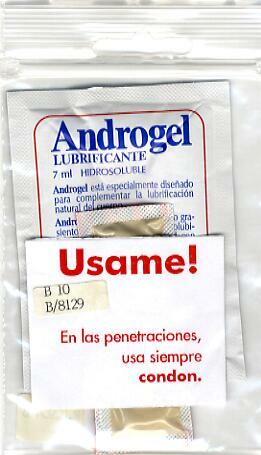 Androgel
LUBRIFICANTE
7 ml HIDROSOLUBLE
Androgel está especialmente diseñado
para complementar la lubrificación
natural del cuerpo.
Usame!
B 10
B/8129
En las penetraciones,
usa siempre
condon.